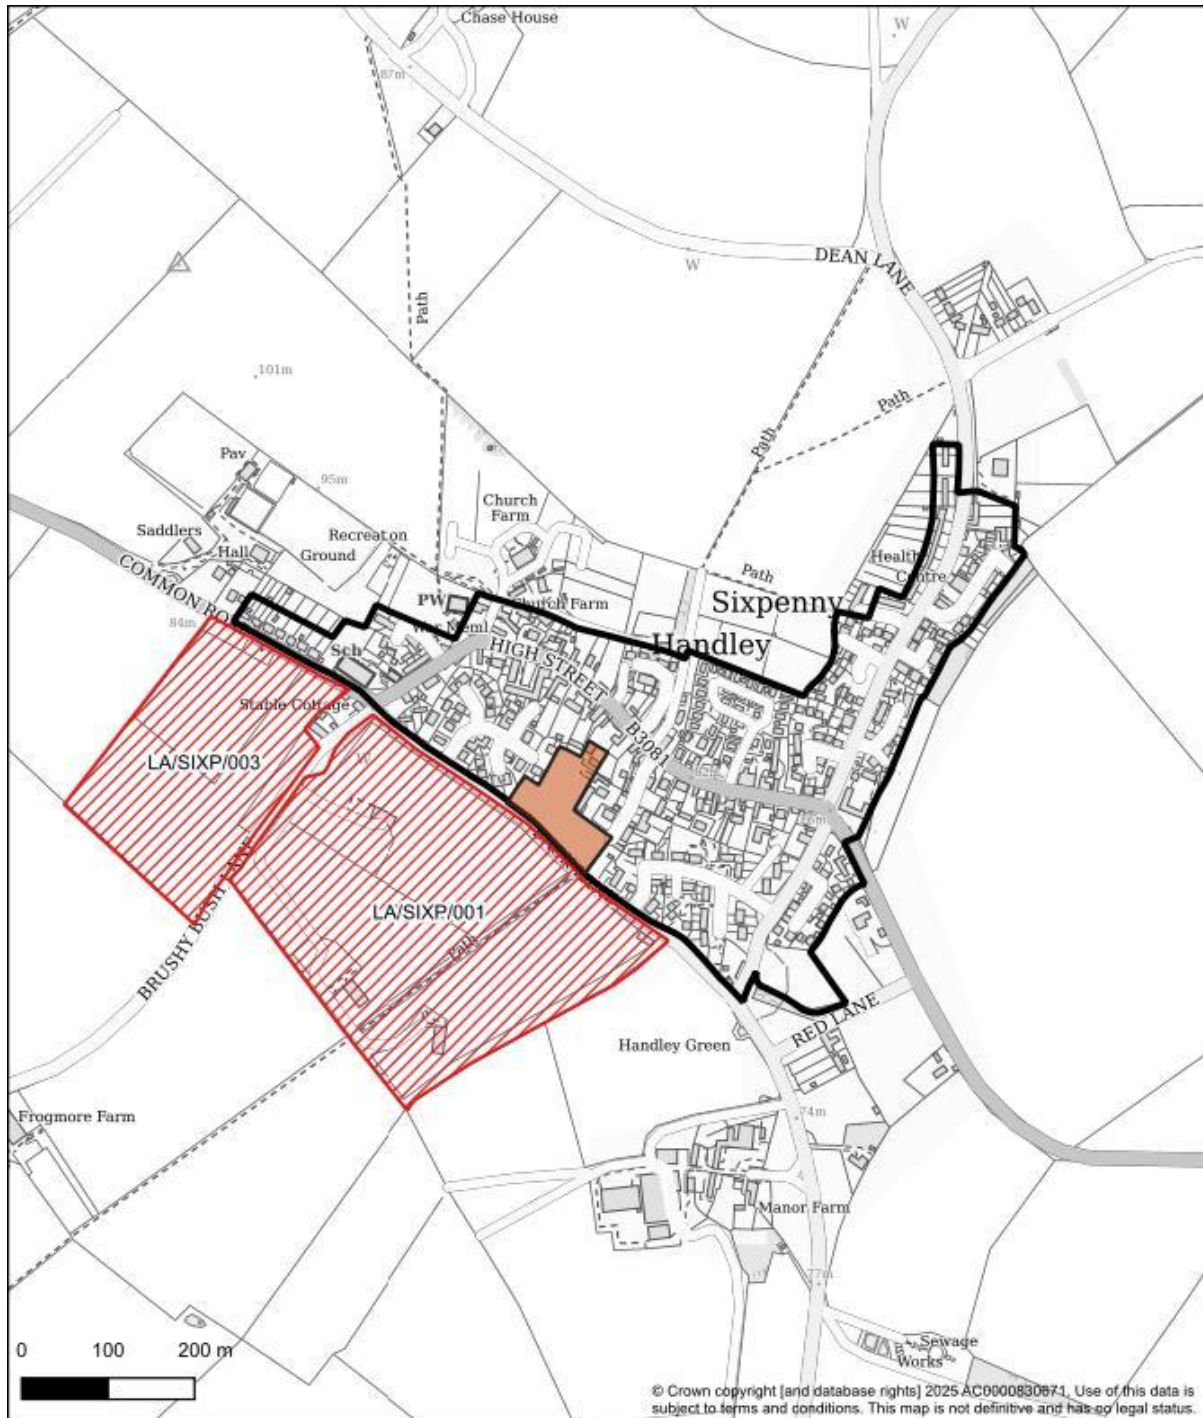 Chase House
W
87m
DEAN LANE
W
Path
101m
Path
Path
Pav
95m
Church
Farm
Saddlers
Recreation
Hall
Ground
Health
Centre
Path
COMMON RO
PW
Church Farm
Sixpenny
War Meml
84m
Handley
Sch
HIGH STREET
Stable Cottage
B3081
LA/SIXP/003
W
LA/SIXP/001
BRUSHY BUSH LANE
Path
RED LANE
Handley Green
Frogmore Farm
74m
Manor Farm
77m
0 100 200 m
Sewage
Works
© Crown copyright [and database rights] 2025 AC0000830671. Use of this data is
subject to terms and conditions. This map is not definitive and has no legal status.